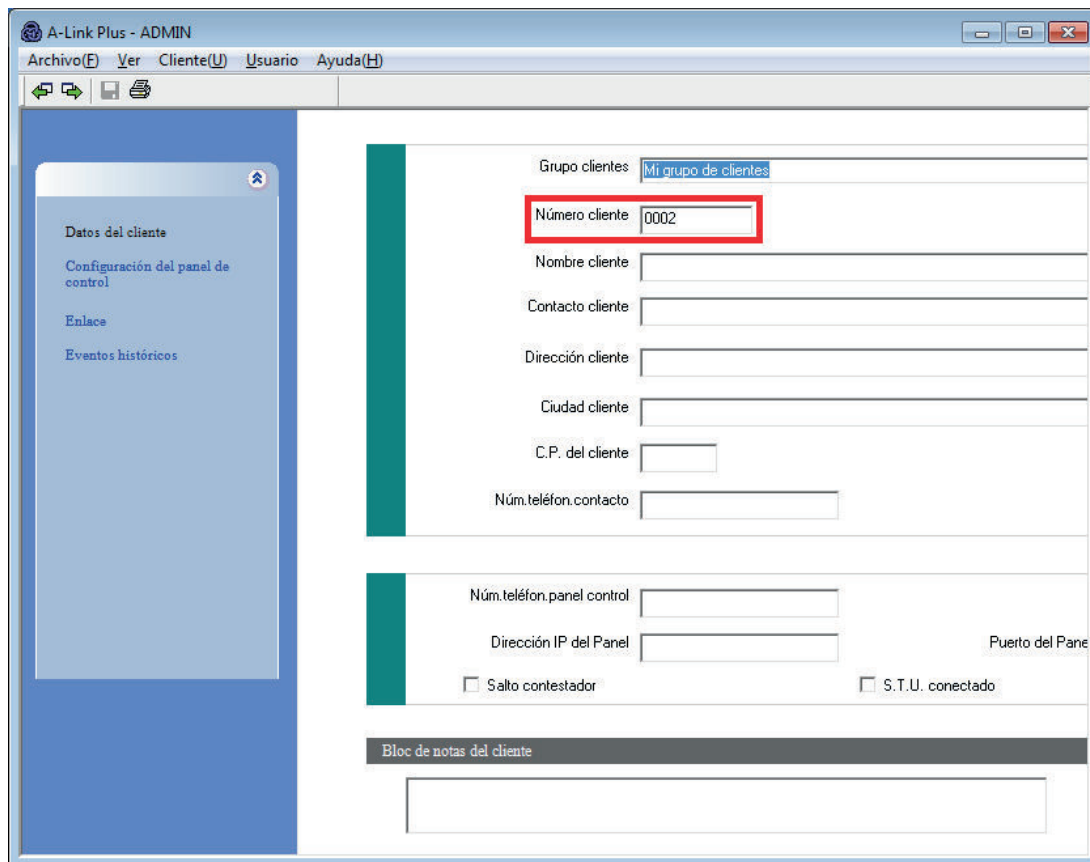 A-Link Plus - ADMIN
Archivo(F) Ver Cliente(U) Usuario Ayuda(H)
Grupo clientes Mi grupo de clientes
Número cliente 0002
Datos del cliente
Nombre cliente
Configuración del panel de
control
Contacto cliente
Enlace
Eventos históricos
Dirección cliente
Ciudad cliente
C.P. del cliente
Núm.teléfon.contacto
Núm.teléfon.panel control
Dirección IP del Panel Puerto del Pane
Salto contestador S.T.U. conectado
Bloc de notas del cliente